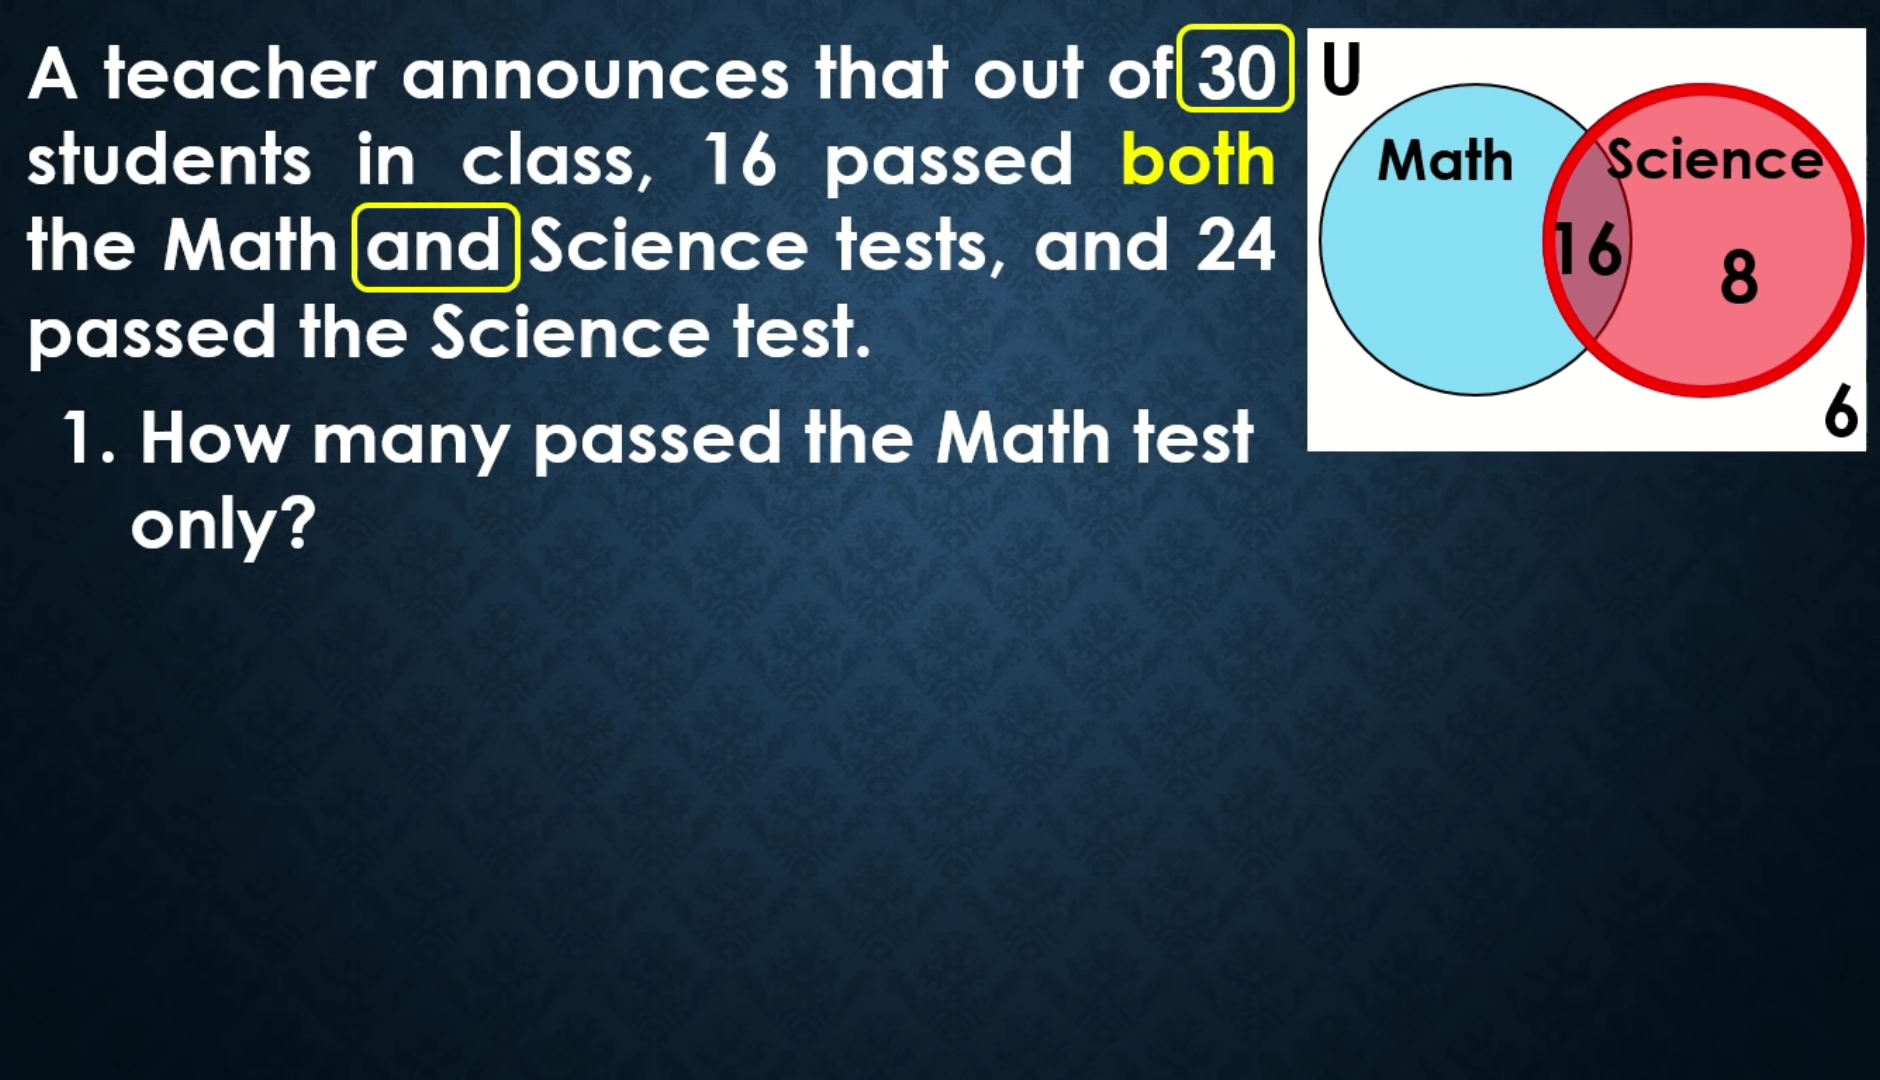 A teacher announces that out of 30
students in class, 16 passed both
the Math and Science tests, and 24
passed the Science test.
1. How many passed the Math test
only?
U
Math Science
16 8
6